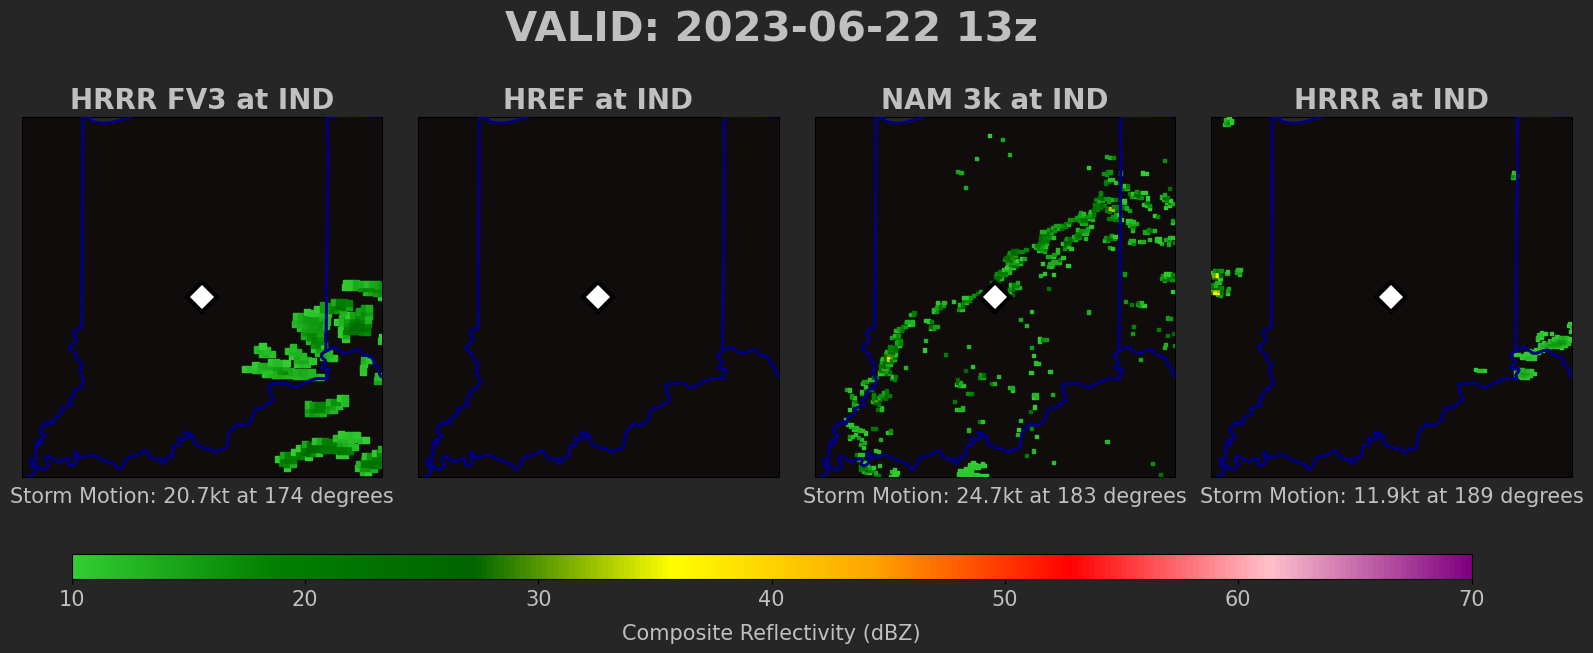 VALID: 2023-06-22 13z
HRRR FV3 at IND
HREF at IND
NAM 3k at IND
HRRR at IND
Storm Motion: 20.7kt at 174 degrees
Storm Motion: 24.7kt at 183 degrees
Storm Motion: 11.9kt at 189 degrees
10 20 30 40 50 60 70
Composite Reflectivity (dBZ)